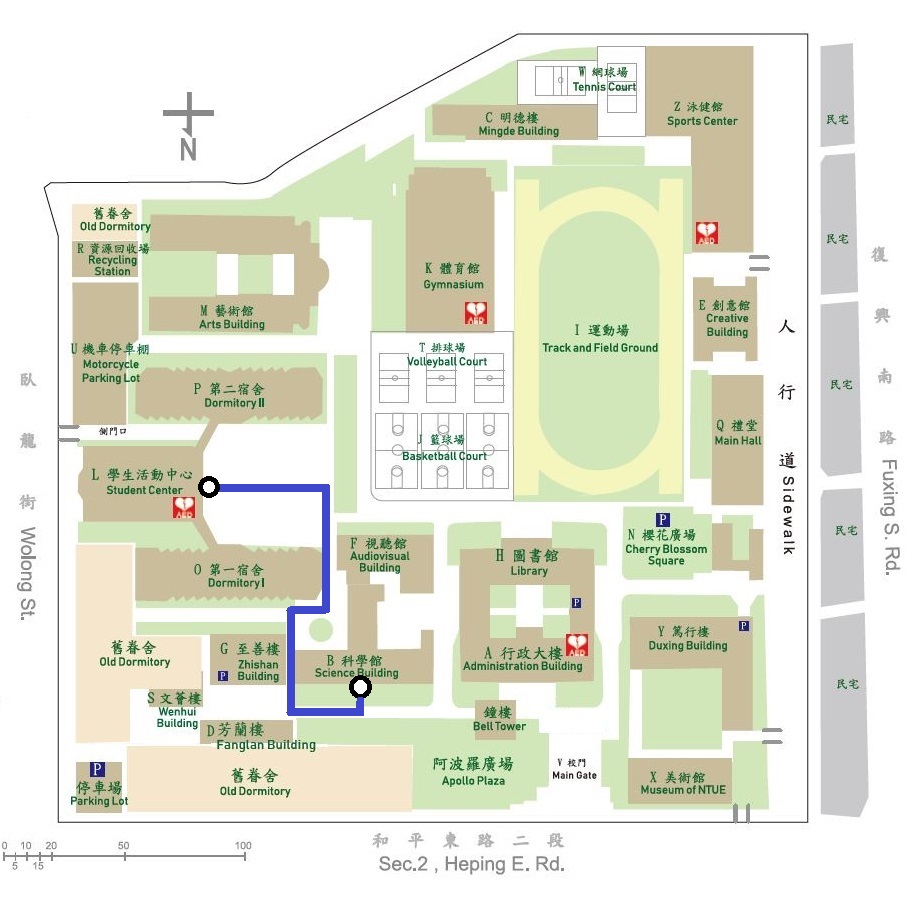 W 網球場
Tennis Court
C 明德樓
Mingde Building
Z 泳健館
Sports Center
民宅
N
舊眷舍
Old Dormitory
R 資源回收場
Recycling
Station
K 體育館
Gymnasium
AED
民宅
復
興
南
路
Fuxing S. Rd.
M 藝術館
Arts Building
AED
E 創意館
Creative
Building
I 運動場
Track and Field Ground
人
行
道
Sidewalk
U 機車停車棚
Motorcycle
Parking Lot
T 排球場
Volleyball Court
P 第二宿舍
Dormitory II
民宅
臥
龍
街
Wolong St.
側門口
J 籃球場
Basketball Court
Q 禮堂
Main Hall
L 學生活動中心
Student Center
AED
P
N 櫻花廣場
Cherry Blossom
Square
民宅
F 視聽館
Audiovisual
Building
H 圖書館
Library
O 第一宿舍
Dormitory I
P
舊眷舍
Old Dormitory
G 至善樓
Zhishan
Building
P
B 科學館
Science Building
A 行政大樓
Administration Building
AED
Y 篤行樓
Duxing Building
P
民宅
S 文薈樓
Wenhui
Building
D 芳蘭樓
Fanglan Building
鐘樓
Bell Tower
P
停車場
Parking Lot
舊眷舍
Old Dormitory
阿波羅廣場
Apollo Plaza
V 校門
Main Gate
X 美術館
Museum of NTUE
0 10 20 50 100
5 15
和平東路二段
Sec.2 , Heping E. Rd.